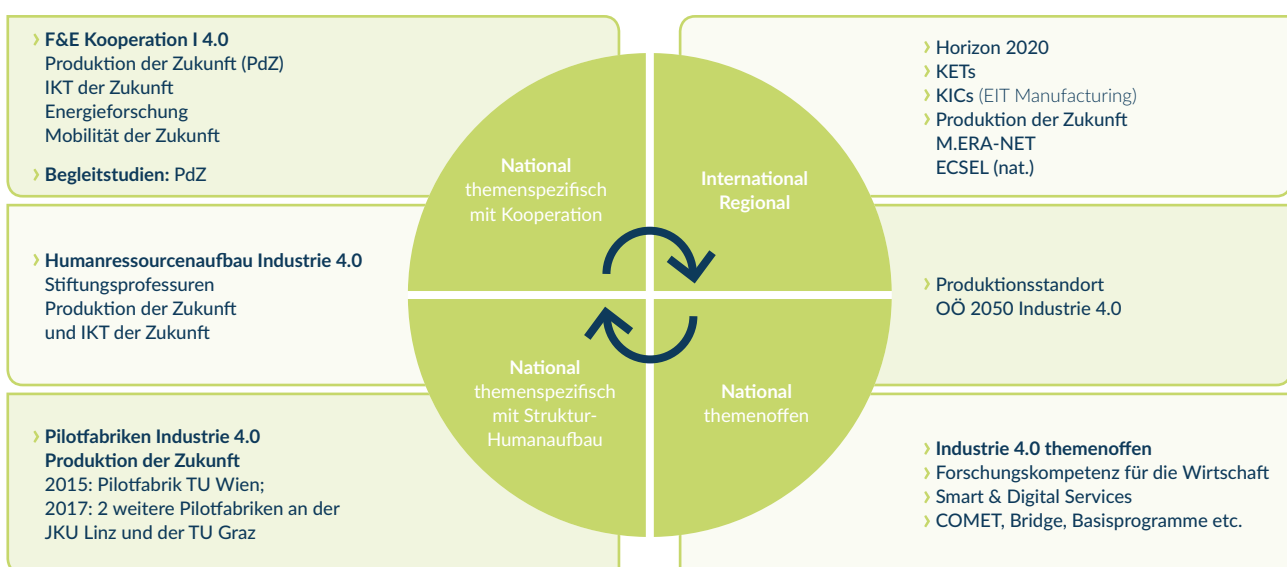 › F&E Kooperation I 4.0
Produktion der Zukunft (PdZ)
IKT der Zukunft
Energieforschung
Mobilität der Zukunft
› Begleitstudien: PdZ
› Humanressourcenaufbau Industrie 4.0
Stiftungsprofessuren
Produktion der Zukunft
und IKT der Zukunft
› Pilotfabriken Industrie 4.0
Produktion der Zukunft
2015: Pilotfabrik TU Wien;
2017: 2 weitere Pilotfabriken an der
JKU Linz und der TU Graz
National
themenspezifisch
mit Kooperation
International
Regional
National
themenspezifisch
mit Struktur-
Humanaufbau
National
themenoffen
› Horizon 2020
› KETs
› KICs (EIT Manufacturing)
› Produktion der Zukunft
M.ERA-NET
ECSEL (nat.)
› Produktionsstandort
OÖ 2050 Industrie 4.0
› Industrie 4.0 themenoffen
› Forschungskompetenz für die Wirtschaft
› Smart & Digital Services
› COMET, Bridge, Basisprogramme etc.